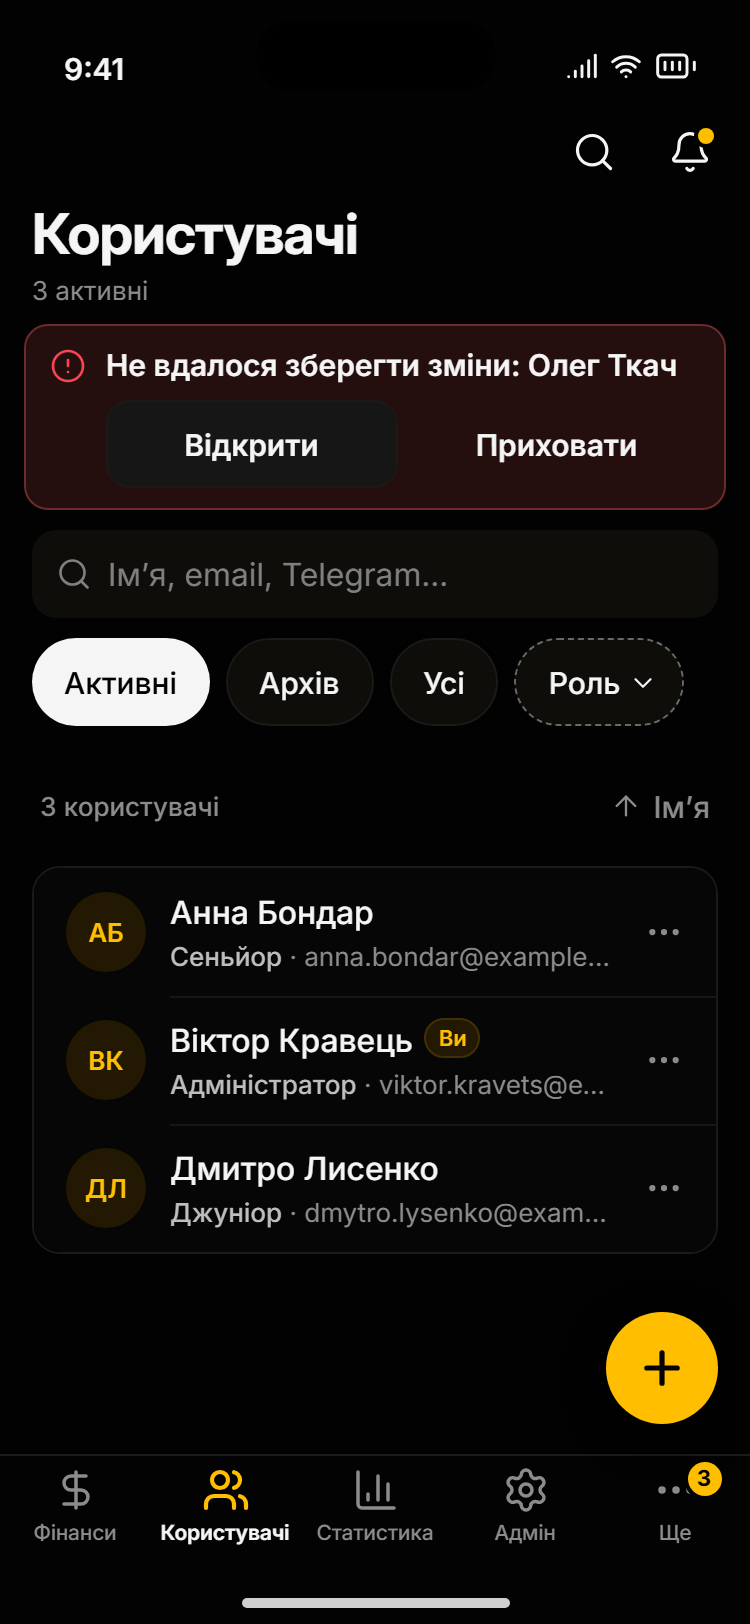 9:41
Користувачі
3 активні
Не вдалося зберегти зміни: Олег Ткач
Відкрити
Приховати
Ім’я, email, Telegram...
Активні
Архів
Усі
Роль
3 користувачі
Ім’я
АБ
Анна Бондар
Сеньйор · anna.bondar@example...
ВК
Віктор Кравець
Ви
Адміністратор · viktor.kravets@e...
ДЛ
Дмитро Лисенко
Джуніор · dmytro.lysenko@exam...
3
Фінанси
Користувачі
Статистика
Адмін
Ще